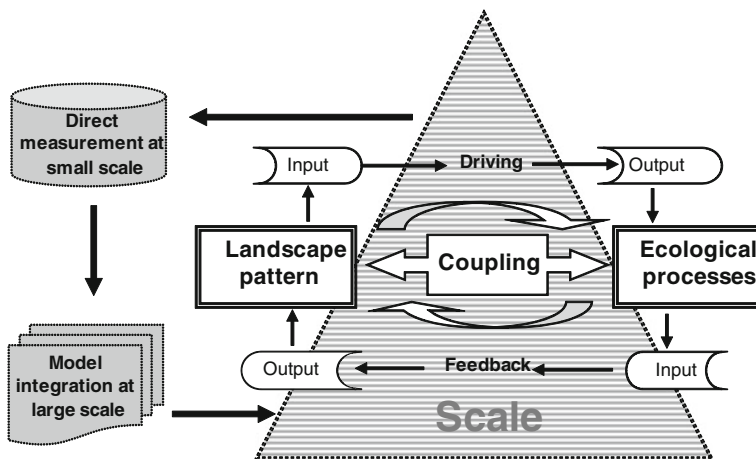 Direct
measurement at
small scale
Input
Driving
Output
Landscape
pattern
Coupling
Ecological
processes
Model
integration at
large scale
Output
Feedback
Input
Scale